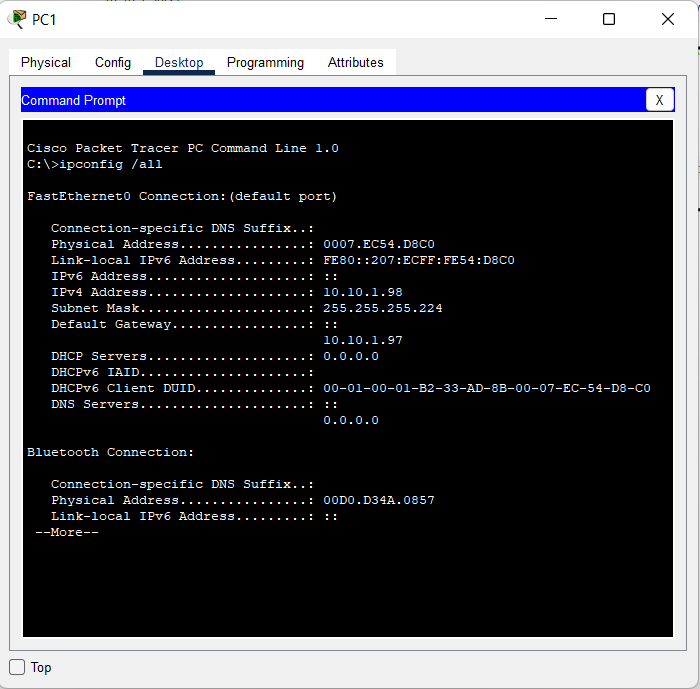 PC1
Physical Config Desktop Programming Attributes
Command Prompt X
Cisco Packet Tracer PC Command Line 1.0
C:\>ipconfig /all
FastEthernet0 Connection:(default port)
Connection-specific DNS Suffix..:
Physical Address................: 0007.EC54.D8C0
Link-local IPv6 Address.........: FE80::207:ECFF:FE54:D8C0
IPv6 Address....................: ::
IPv4 Address....................: 10.10.1.98
Subnet Mask.....................: 255.255.255.224
Default Gateway.................: ::
10.10.1.97
DHCP Servers....................: 0.0.0.0
DHCPv6 IAID.....................:
DHCPv6 Client DUID..............: 00-01-00-01-B2-33-AD-8B-00-07-EC-54-D8-C0
DNS Servers.....................: ::
0.0.0.0
Bluetooth Connection:
Connection-specific DNS Suffix..:
Physical Address................: 00D0.D34A.0857
Link-local IPv6 Address.........: ::
--More--
Top